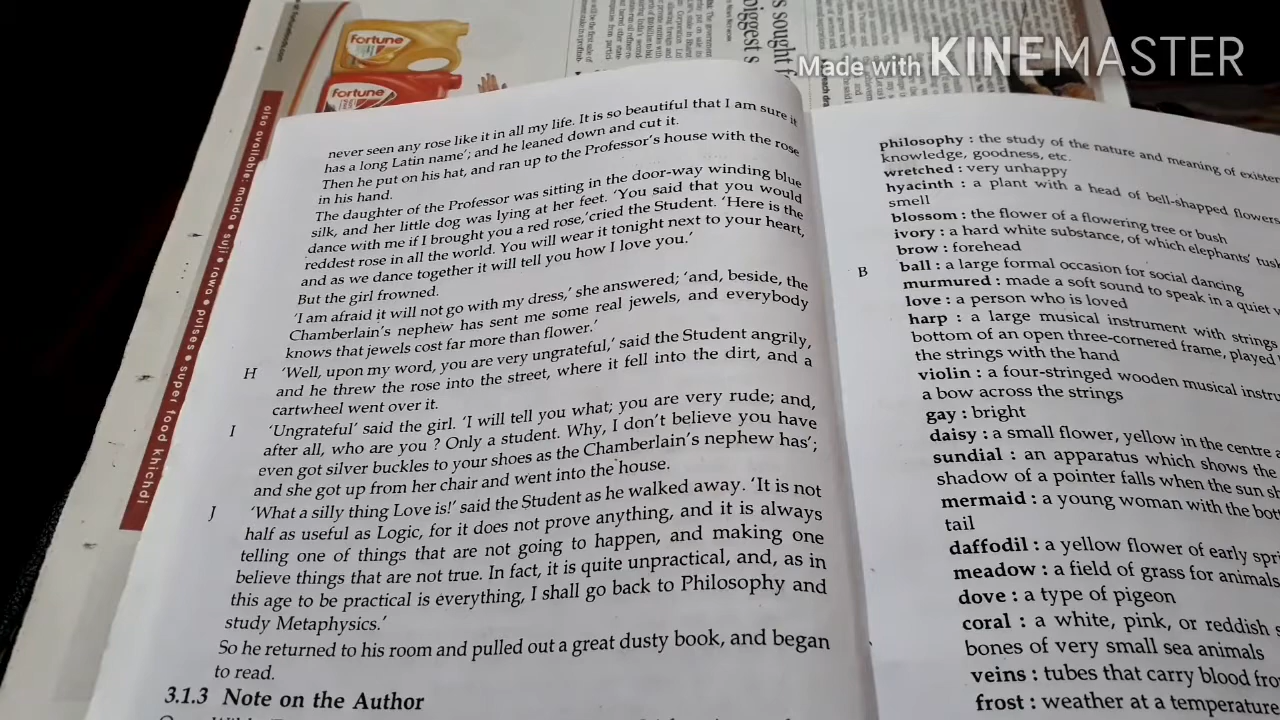 Made with KINEMASTER
Fortune
Fortune
also available: maida • suji • rawa • pulses • super food khichdi
s sought f
biggest s
never seen any rose like it in all my life. It is so beautiful that I am sure it
has a long Latin name'; and he leaned down and cut it.
Then he put on his hat, and ran up to the Professor's house with the rose
in his hand.
The daughter of the Professor was sitting in the door-way winding blue
silk, and her little dog was lying at her feet. 'You said that you would
dance with me if I brought you a red rose,'cried the Student. 'Here is the
reddest rose in all the world. You will wear it tonight next to your heart,
and as we dance together it will tell you how I love you.'
But the girl frowned.
'I am afraid it will not go with my dress,' she answered; 'and, beside, the
Chamberlain's nephew has sent me some real jewels, and everybody
knows that jewels cost far more than flower.'
H 'Well, upon my word, you are very ungrateful,' said the Student angrily,
and he threw the rose into the street, where it fell into the dirt, and a
cartwheel went over it.
I 'Ungrateful' said the girl. 'I will tell you what; you are very rude; and,
after all, who are you ? Only a student. Why, I don't believe you have
even got silver buckles to your shoes as the Chamberlain's nephew has';
and she got up from her chair and went into the house.
J 'What a silly thing Love is!' said the Student as he walked away. 'It is not
half as useful as Logic, for it does not prove anything, and it is always
telling one of things that are not going to happen, and making one
believe things that are not true. In fact, it is quite unpractical, and, as in
this age to be practical is everything, I shall go back to Philosophy and
study Metaphysics.'
So he returned to his room and pulled out a great dusty book, and began
to read.
3.1.3 Note on the Author
philosophy : the study of the nature and meaning of existen
knowledge, goodness, etc.
wretched : very unhappy
hyacinth : a plant with a head of bell-shapped flowers
smell
blossom : the flower of a flowering tree or bush
ivory : a hard white substance, of which elephants' tusk
brow : forehead
B ball : a large formal occasion for social dancing
murmured : made a soft sound to speak in a quiet v
love : a person who is loved
harp : a large musical instrument with strings
bottom of an open three-cornered frame, played
the strings with the hand
violin : a four-stringed wooden musical instru
a bow across the strings
gay : bright
daisy : a small flower, yellow in the centre a
sundial : an apparatus which shows the
shadow of a pointer falls when the sun sh
mermaid : a young woman with the bott
tail
daffodil : a yellow flower of early spri
meadow : a field of grass for animals
dove : a type of pigeon
coral : a white, pink, or reddish s
bones of very small sea animals
veins : tubes that carry blood fro
frost : weather at a temperature